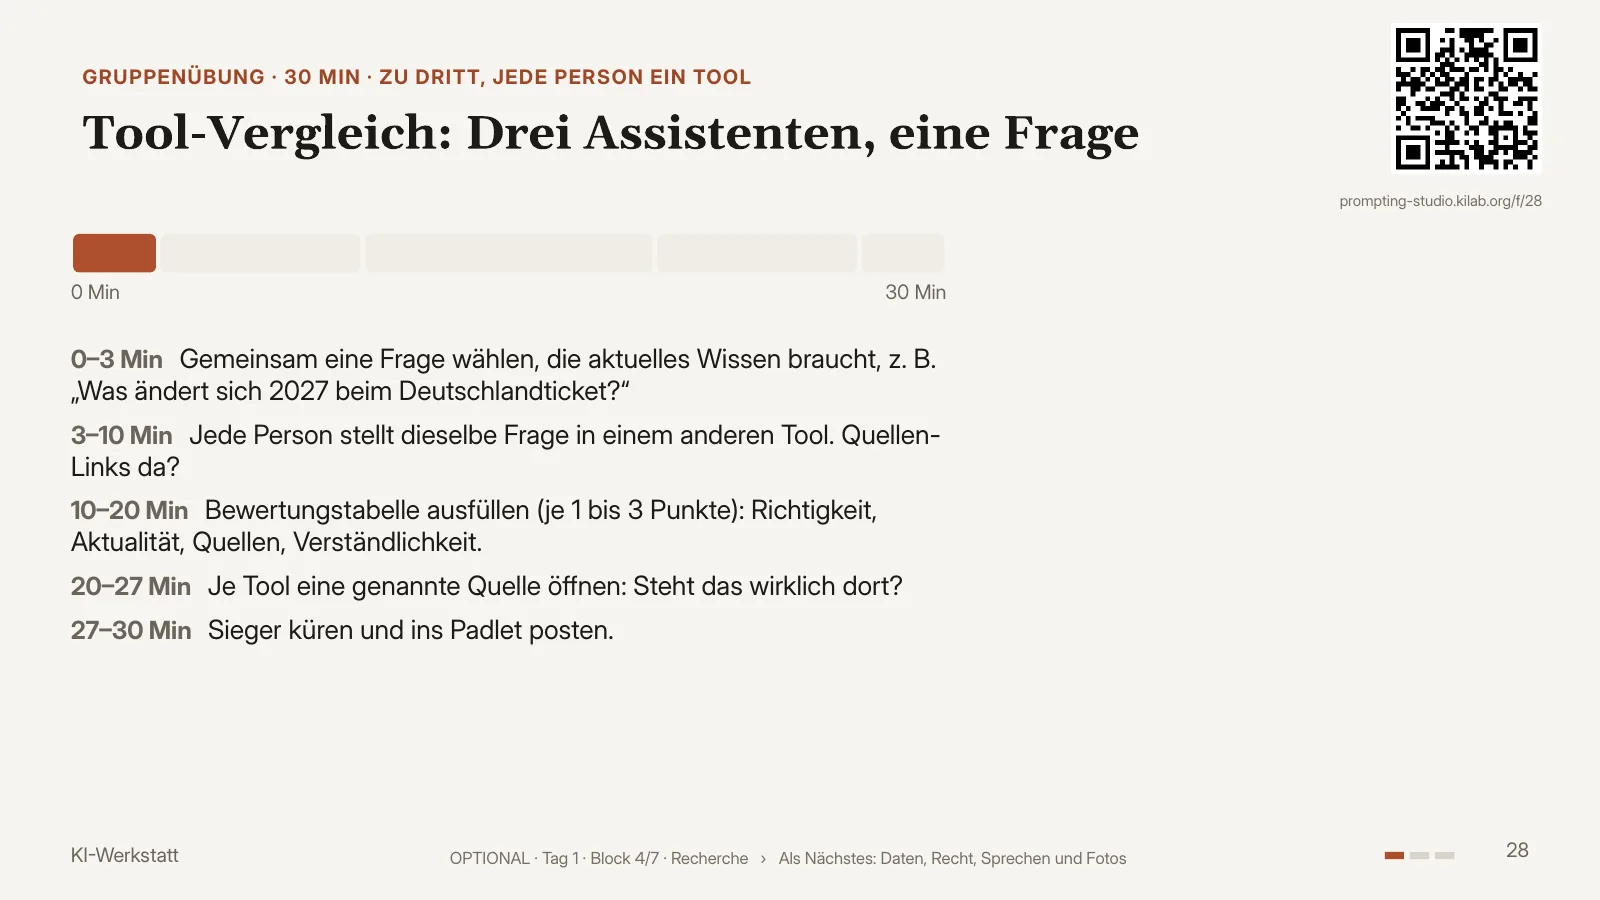 GRUPPENÜBUNG · 30 MIN · ZU DRITT, JEDE PERSON EIN TOOL
Tool-Vergleich: Drei Assistenten, eine Frage
prompting-studio.kilab.org/f/28
0 Min
30 Min
0–3 Min Gemeinsam eine Frage wählen, die aktuelles Wissen braucht, z. B.
„Was ändert sich 2027 beim Deutschlandticket?“
3–10 Min Jede Person stellt dieselbe Frage in einem anderen Tool. Quellen-
Links da?
10–20 Min Bewertungstabelle ausfüllen (je 1 bis 3 Punkte): Richtigkeit,
Aktualität, Quellen, Verständlichkeit.
20–27 Min Je Tool eine genannte Quelle öffnen: Steht das wirklich dort?
27–30 Min Sieger küren und ins Padlet posten.
KI-Werkstatt
OPTIONAL · Tag 1 · Block 4/7 · Recherche › Als Nächstes: Daten, Recht, Sprechen und Fotos
28